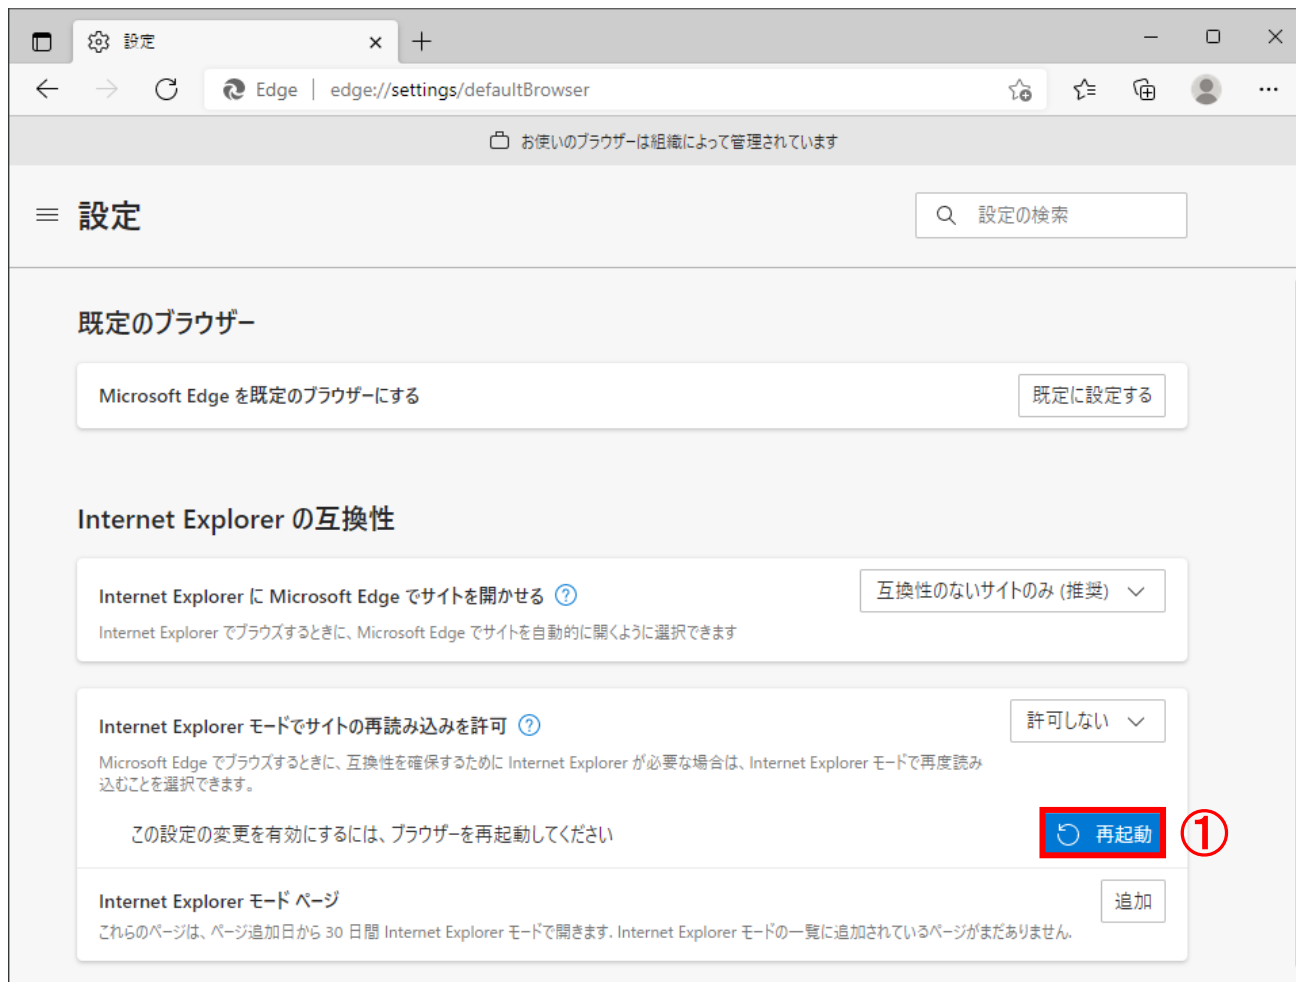 設定
Edge | edge://settings/defaultBrowser
お使いのブラウザーは組織によって管理されています
設定
設定の検索
既定のブラウザー
Microsoft Edge を既定のブラウザーにする
既定に設定する
Internet Explorer の互換性
Internet Explorer に Microsoft Edge でサイトを開かせる
互換性のないサイトのみ (推奨)
Internet Explorer でブラウズするときに、Microsoft Edge でサイトを自動的に開くように選択できます
Internet Explorer モードでサイトの再読み込みを許可
許可しない
Microsoft Edge でブラウズするときに、互換性を確保するために Internet Explorer が必要な場合は、Internet Explorer モードで再度読み
込むことを選択できます。
この設定の変更を有効にするには、ブラウザーを再起動してください
再起動
①
Internet Explorer モード ページ
追加
これらのページは、ページ追加日から 30 日間 Internet Explorer モードで開きます. Internet Explorer モードの一覧に追加されているページがまだありません.